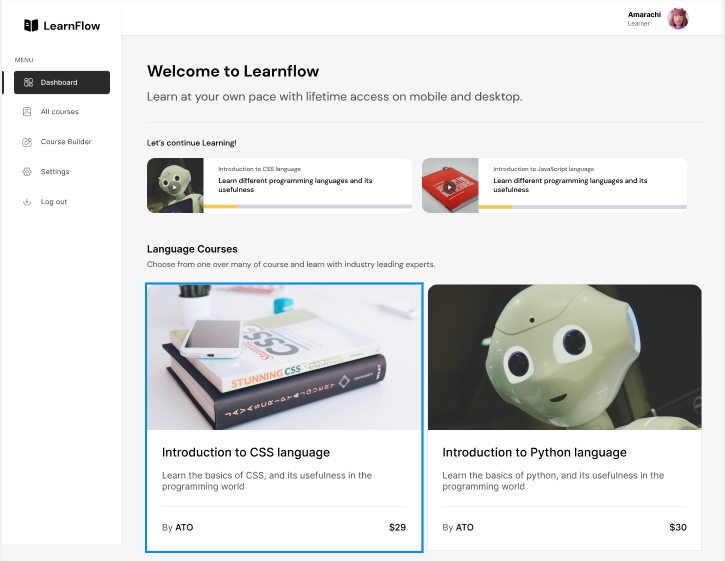 LearnFlow
Amarachi
Learner
MENU
Dashboard
All courses
Course Builder
Settings
Log out
Welcome to Learnflow
Learn at your own pace with lifetime access on mobile and desktop.
Let's continue Learning!
Introduction to CSS language
Learn different programming languages and its
usefulness
Introduction to JavaScript language
Learn different programming languages and its
usefulness
Language Courses
Choose from one over many of course and learn with industry leading experts.
CSS
STUNNING CSS
JAVASCRIPT & JQUERY
Introduction to CSS language
Learn the basics of CSS, and its usefulness in the
programming world
By ATO
$29
Introduction to Python language
Learn the basics of python, and its usefulness in the
programming world
By ATO
$30